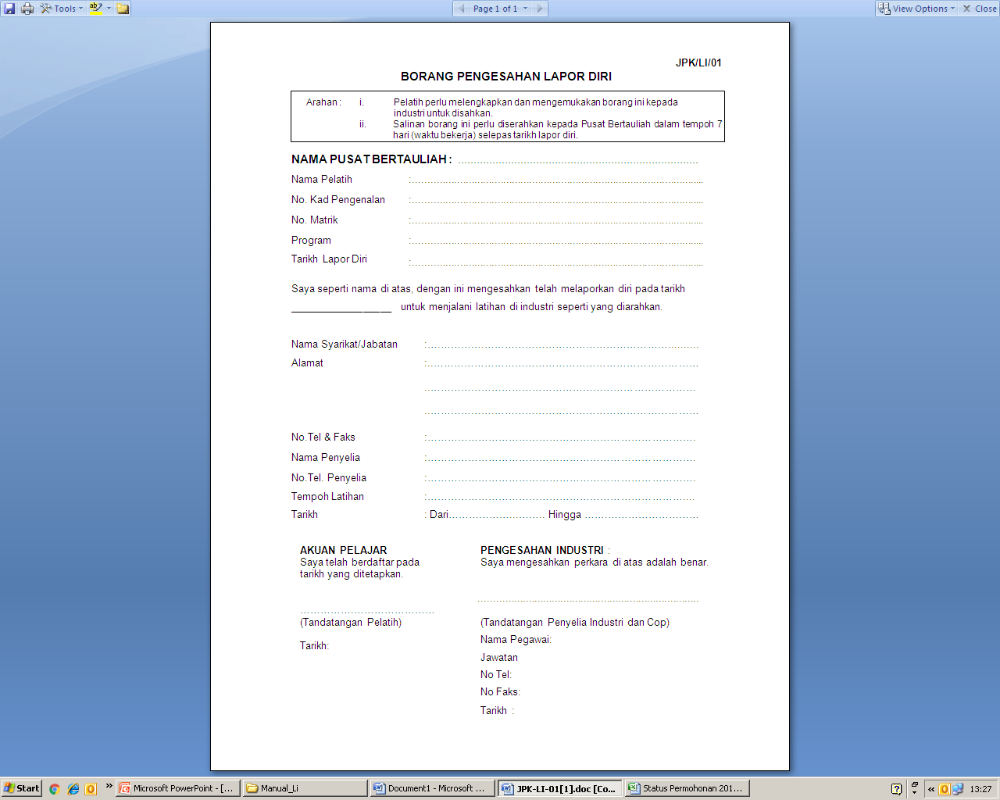 Tools
Page 1 of 1
View Options
Close
JPK/LI/01
BORANG PENGESAHAN LAPOR DIRI
Arahan : i. Pelatih perlu melengkapkan dan mengemukakan borang ini kepada
industri untuk disahkan.
ii. Salinan borang ini perlu diserahkan kepada Pusat Bertauliah dalam tempoh 7
hari (waktu bekerja) selepas tarikh lapor diri.
NAMA PUSAT BERTAULIAH : ............................................................
Nama Pelatih :............................................................
No. Kad Pengenalan :............................................................
No. Matrik :............................................................
Program :............................................................
Tarikh Lapor Diri :............................................................
Saya seperti nama di atas, dengan ini mengesahkan telah melaporkan diri pada tarikh
__________________ untuk menjalani latihan di industri seperti yang diarahkan.
Nama Syarikat/Jabatan :............................................................
Alamat :............................................................
............................................................
............................................................
No.Tel & Faks :............................................................
Nama Penyelia :............................................................
No.Tel. Penyelia :............................................................
Tempoh Latihan :............................................................
Tarikh : Dari............................ Hingga ................................
AKUAN PELAJAR
Saya telah berdaftar pada
tarikh yang ditetapkan.
........................................
(Tandatangan Pelatih)
Tarikh:
PENGESAHAN INDUSTRI :
Saya mengesahkan perkara di atas adalah benar.
............................................................
(Tandatangan Penyelia Industri dan Cop)
Nama Pegawai:
Jawatan
No Tel:
No Faks:
Tarikh :
Start
Microsoft PowerPoint - [...
Manual_Li
Document1 - Microsoft ...
JPK-LI-01[1].doc [Co...
Status Permohonan 201...
13:27